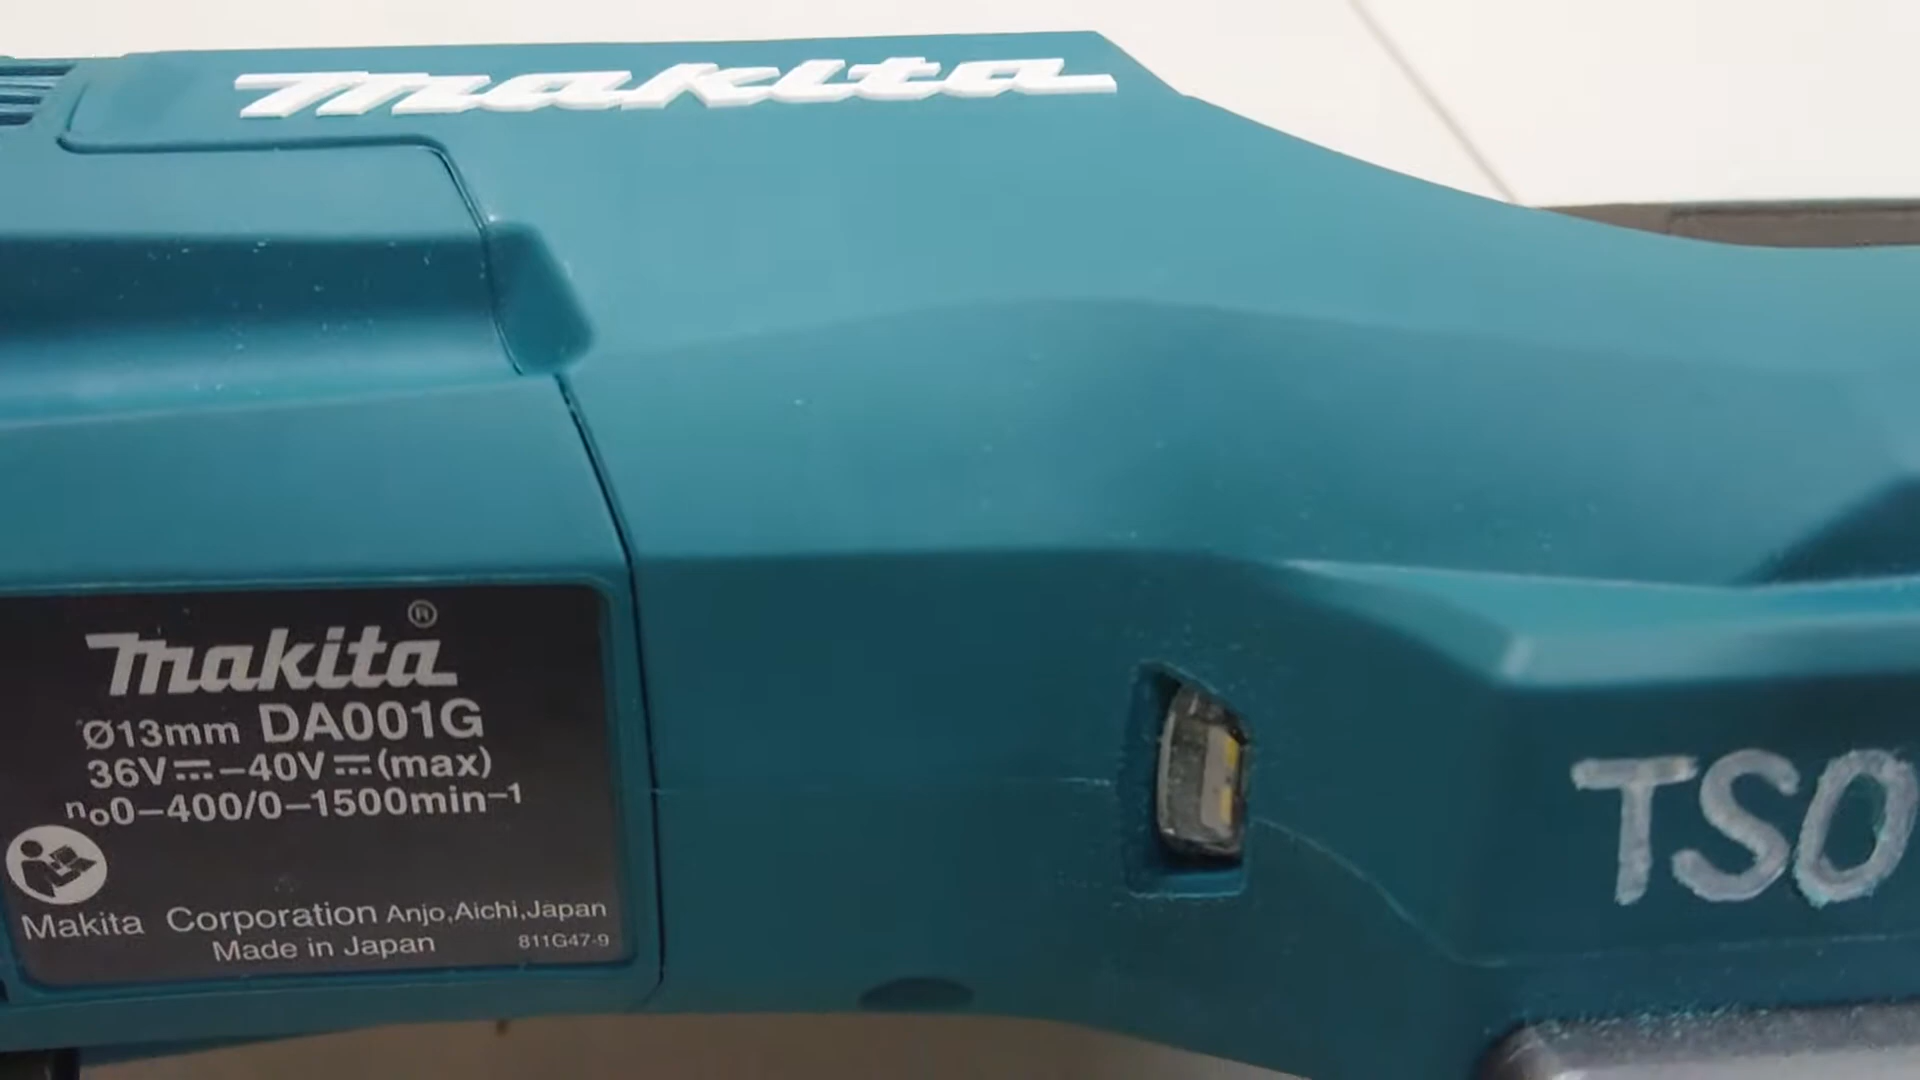 makita
makita®
Ø13mm DA001G
36V⎓–40V⎓(max)
n₀0–400/0–1500min⁻¹
Makita Corporation Anjo,Aichi,Japan
Made in Japan 811G47-9
TSO